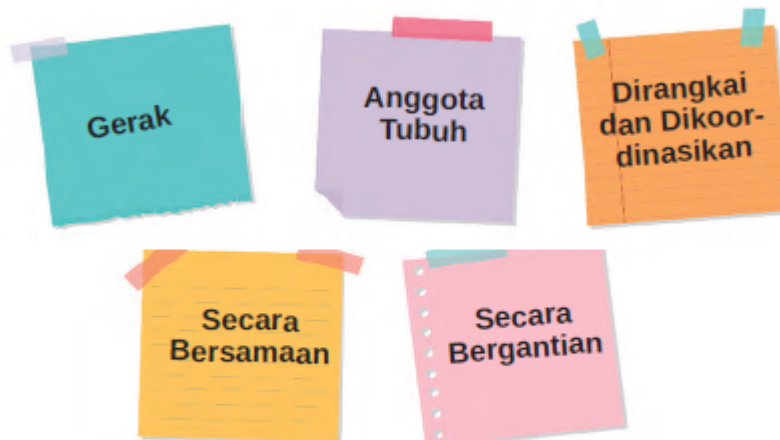 Gerak
Anggota
Tubuh
Dirangkai
dan Dikoor-
dinasikan
Secara
Bersamaan
Secara
Bergantian